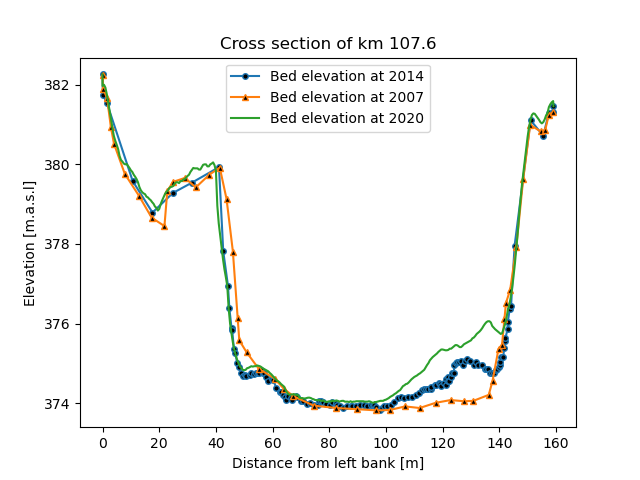 Cross section of km 107.6
Bed elevation at 2014
Bed elevation at 2007
Bed elevation at 2020
Elevation [m.a.s.l]
382
380
378
376
374
0 20 40 60 80 100 120 140 160
Distance from left bank [m]